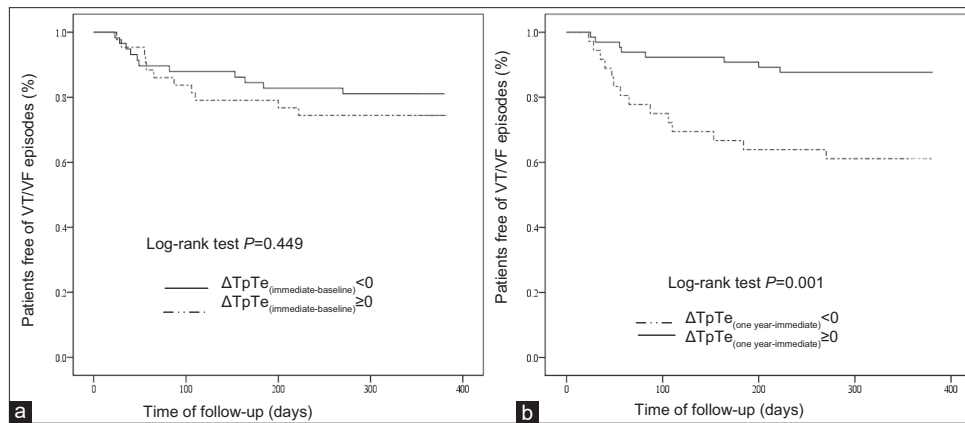 Patients free of VT/VF episodes (%)
1.0
0.8
0.6
0.4
0.2
0.0
Log-rank test P=0.449
ΔTpTe(immediate-baseline)<0
ΔTpTe(immediate-baseline)≥0
0 100 200 300 400
Time of follow-up (days)
a
Patients free of VT/VF episodes (%)
1.0
0.8
0.6
0.4
0.2
0.0
Log-rank test P=0.001
ΔTpTe(one year-immediate)<0
ΔTpTe(one year-immediate)≥0
0 100 200 300 400
Time of follow-up (days)
b